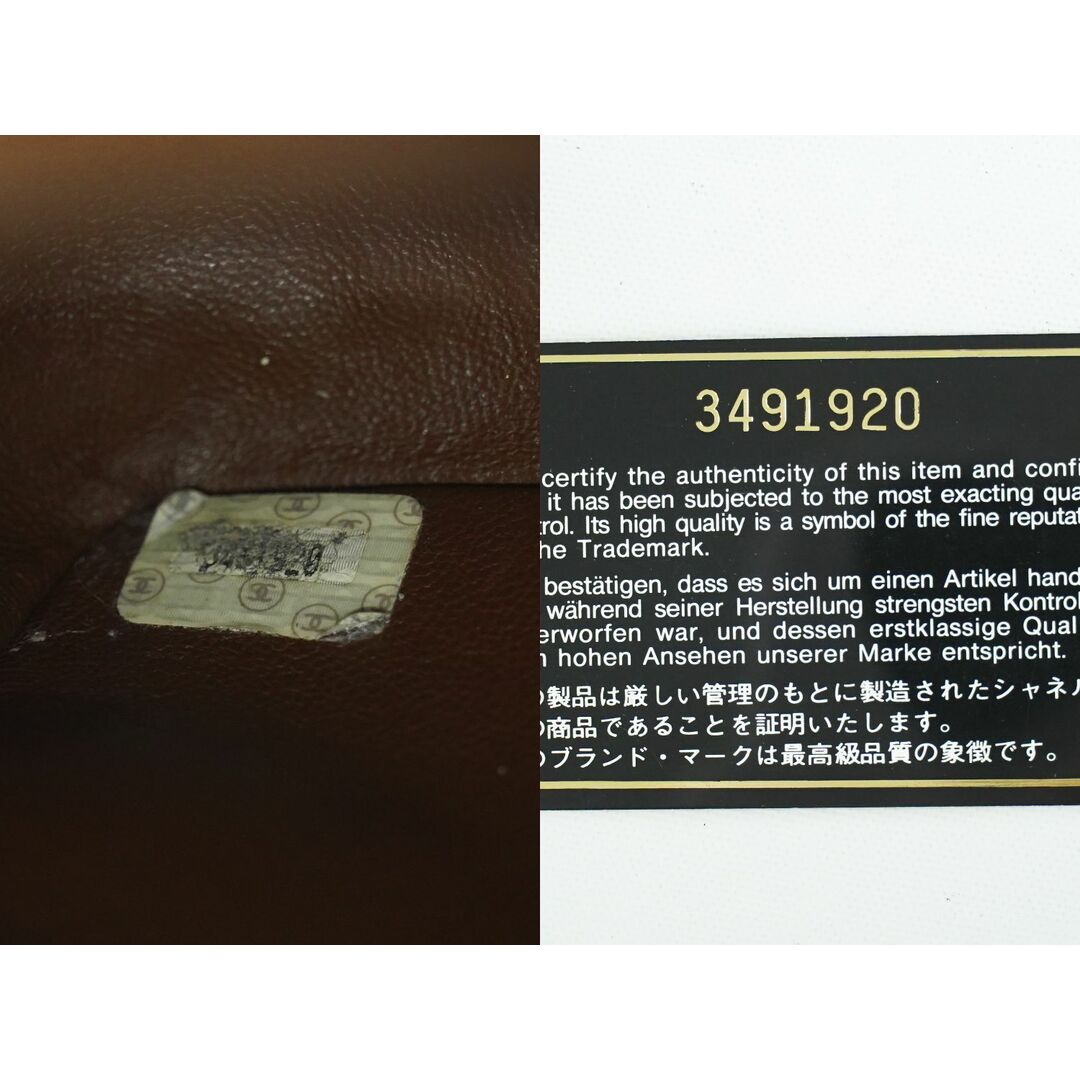 3491920
certify the authenticity of this item and confi
it has been subjected to the most exacting qua
trol. Its high quality is a symbol of the fine reputat
he Trademark.
bestätigen, dass es sich um einen Artikel hand
während seiner Herstellung strengsten Kontrol
erworfen war, und dessen erstklassige Qual
n hohen Ansehen unserer Marke entspricht.
の製品は厳しい管理のもとに製造されたシャネル
の商品であることを証明いたします。
のブランド・マークは最高級品質の象徴です。